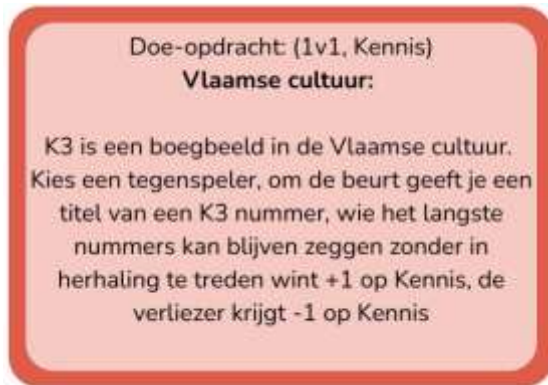 Doe-opdracht: (1v1, Kennis)
Vlaamse cultuur:
K3 is een boegbeeld in de Vlaamse cultuur.
Kies een tegenspeler, om de beurt geeft je een
titel van een K3 nummer, wie het langste
nummers kan blijven zeggen zonder in
herhaling te treden wint +1 op Kennis, de
verliezer krijgt -1 op Kennis